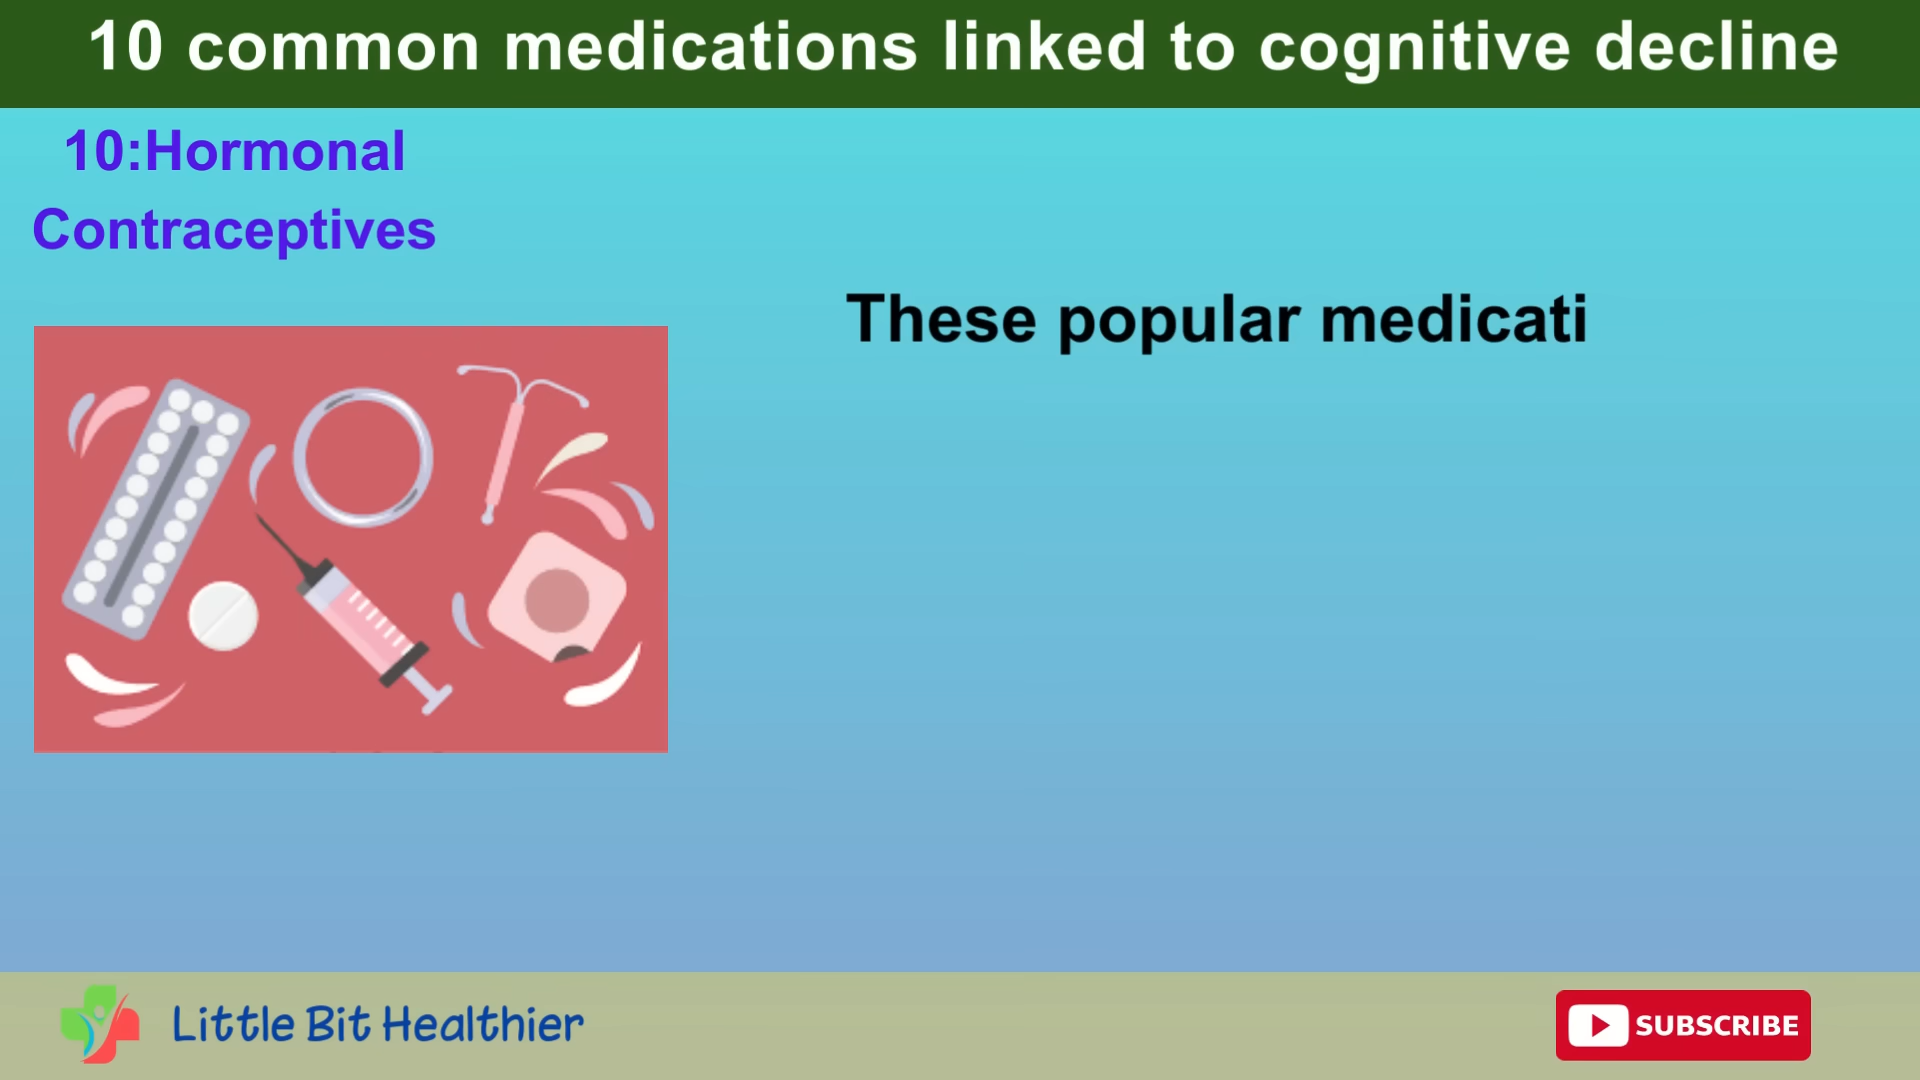 10 common medications linked to cognitive decline
10:Hormonal
Contraceptives
These popular medicati
Little Bit Healthier
SUBSCRIBE